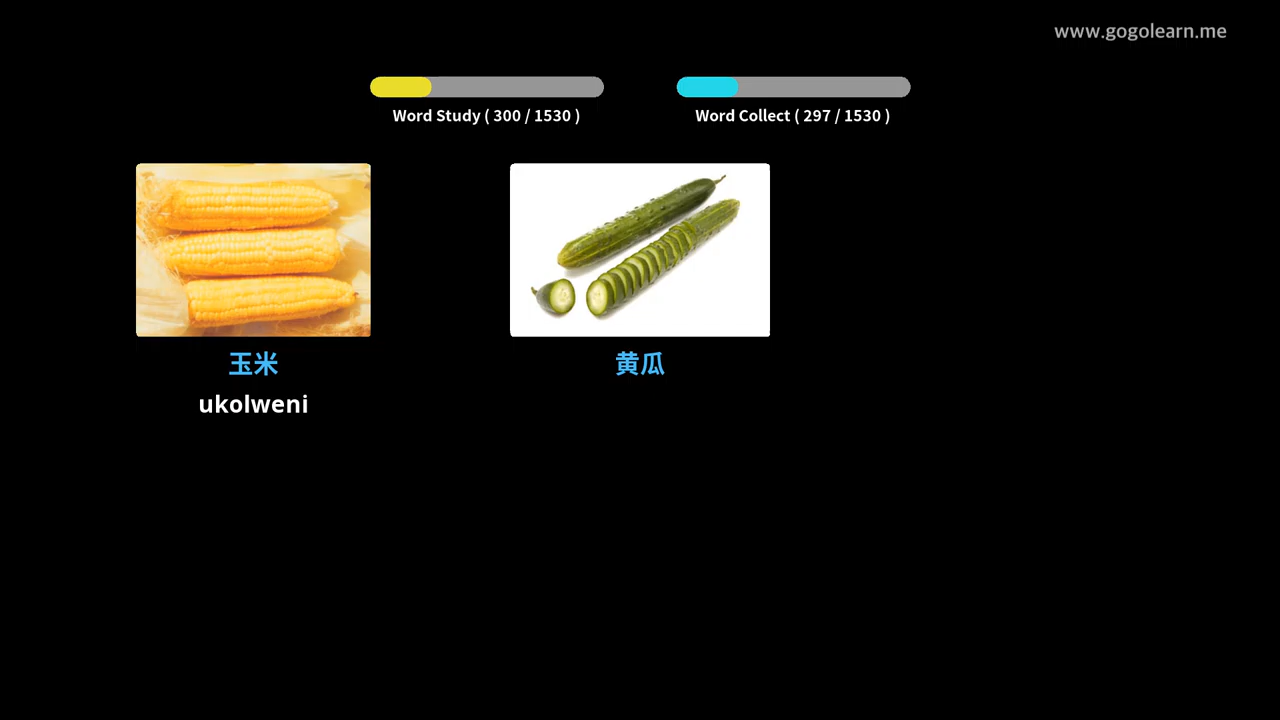 www.gogolearn.me
Word Study ( 300 / 1530 )
Word Collect ( 297 / 1530 )
玉米
黄瓜
ukolweni